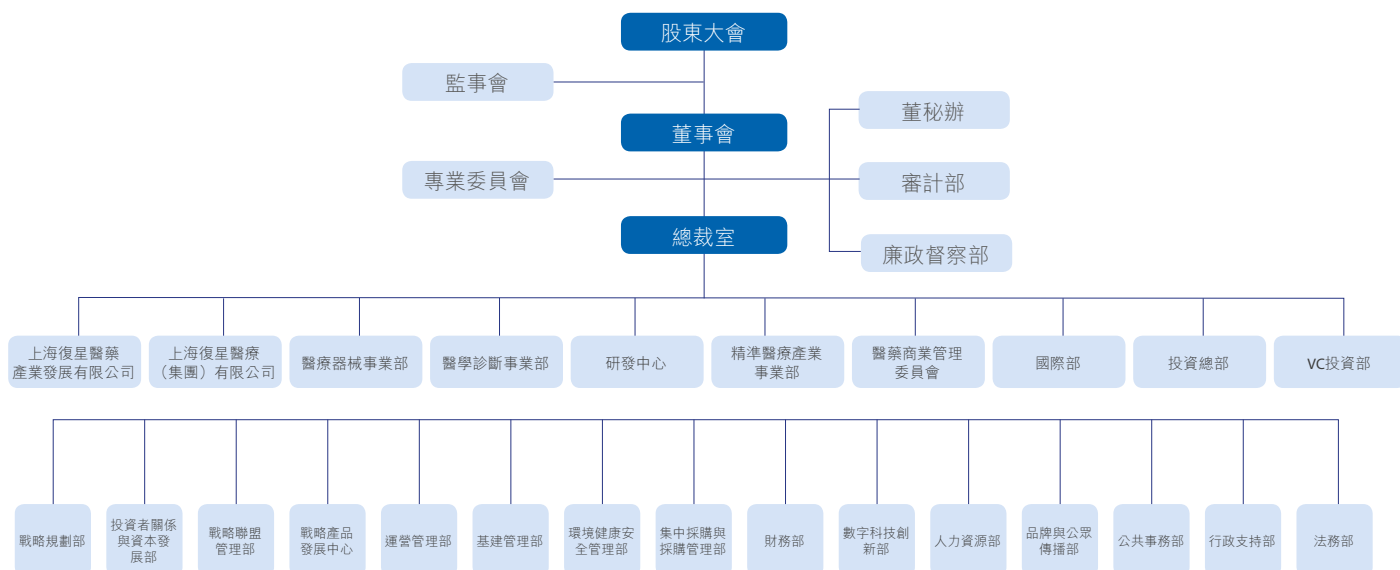 股東大會
監事會
董秘辦
董事會
專業委員會
審計部
總裁室
廉政督察部
上海復星醫藥
產業發展有限公司
上海復星醫療
（集團）有限公司
醫療器械事業部
醫學診斷事業部
研發中心
精準醫療產業
事業部
醫藥商業管理
委員會
國際部
投資總部
VC投資部
戰略規劃部
投資者關係
與資本發
展部
戰略聯盟
管理部
戰略產品
發展中心
運營管理部
基建管理部
環境健康安
全管理部
集中採購與
採購管理部
財務部
數字科技創
新部
人力資源部
品牌與公眾
傳播部
公共事務部
行政支持部
法務部